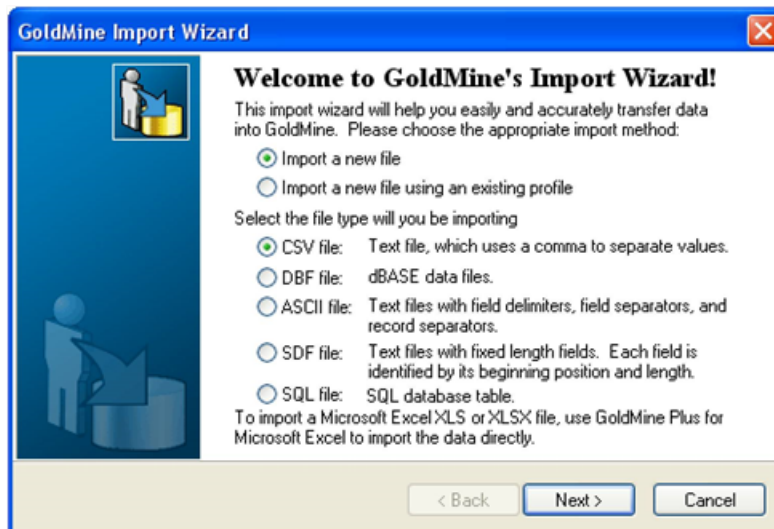 GoldMine Import Wizard
Welcome to GoldMine's Import Wizard!
This import wizard will help you easily and accurately transfer data
into GoldMine. Please choose the appropriate import method:
Import a new file
Import a new file using an existing profile
Select the file type will you be importing
CSV file: Text file, which uses a comma to separate values.
DBF file: dBASE data files.
ASCII file: Text files with field delimiters, field separators, and
record separators.
SDF file: Text files with fixed length fields. Each field is
identified by its beginning position and length.
SQL file: SQL database table.
To import a Microsoft Excel XLS or XLSX file, use GoldMine Plus for
Microsoft Excel to import the data directly.
< Back Next > Cancel